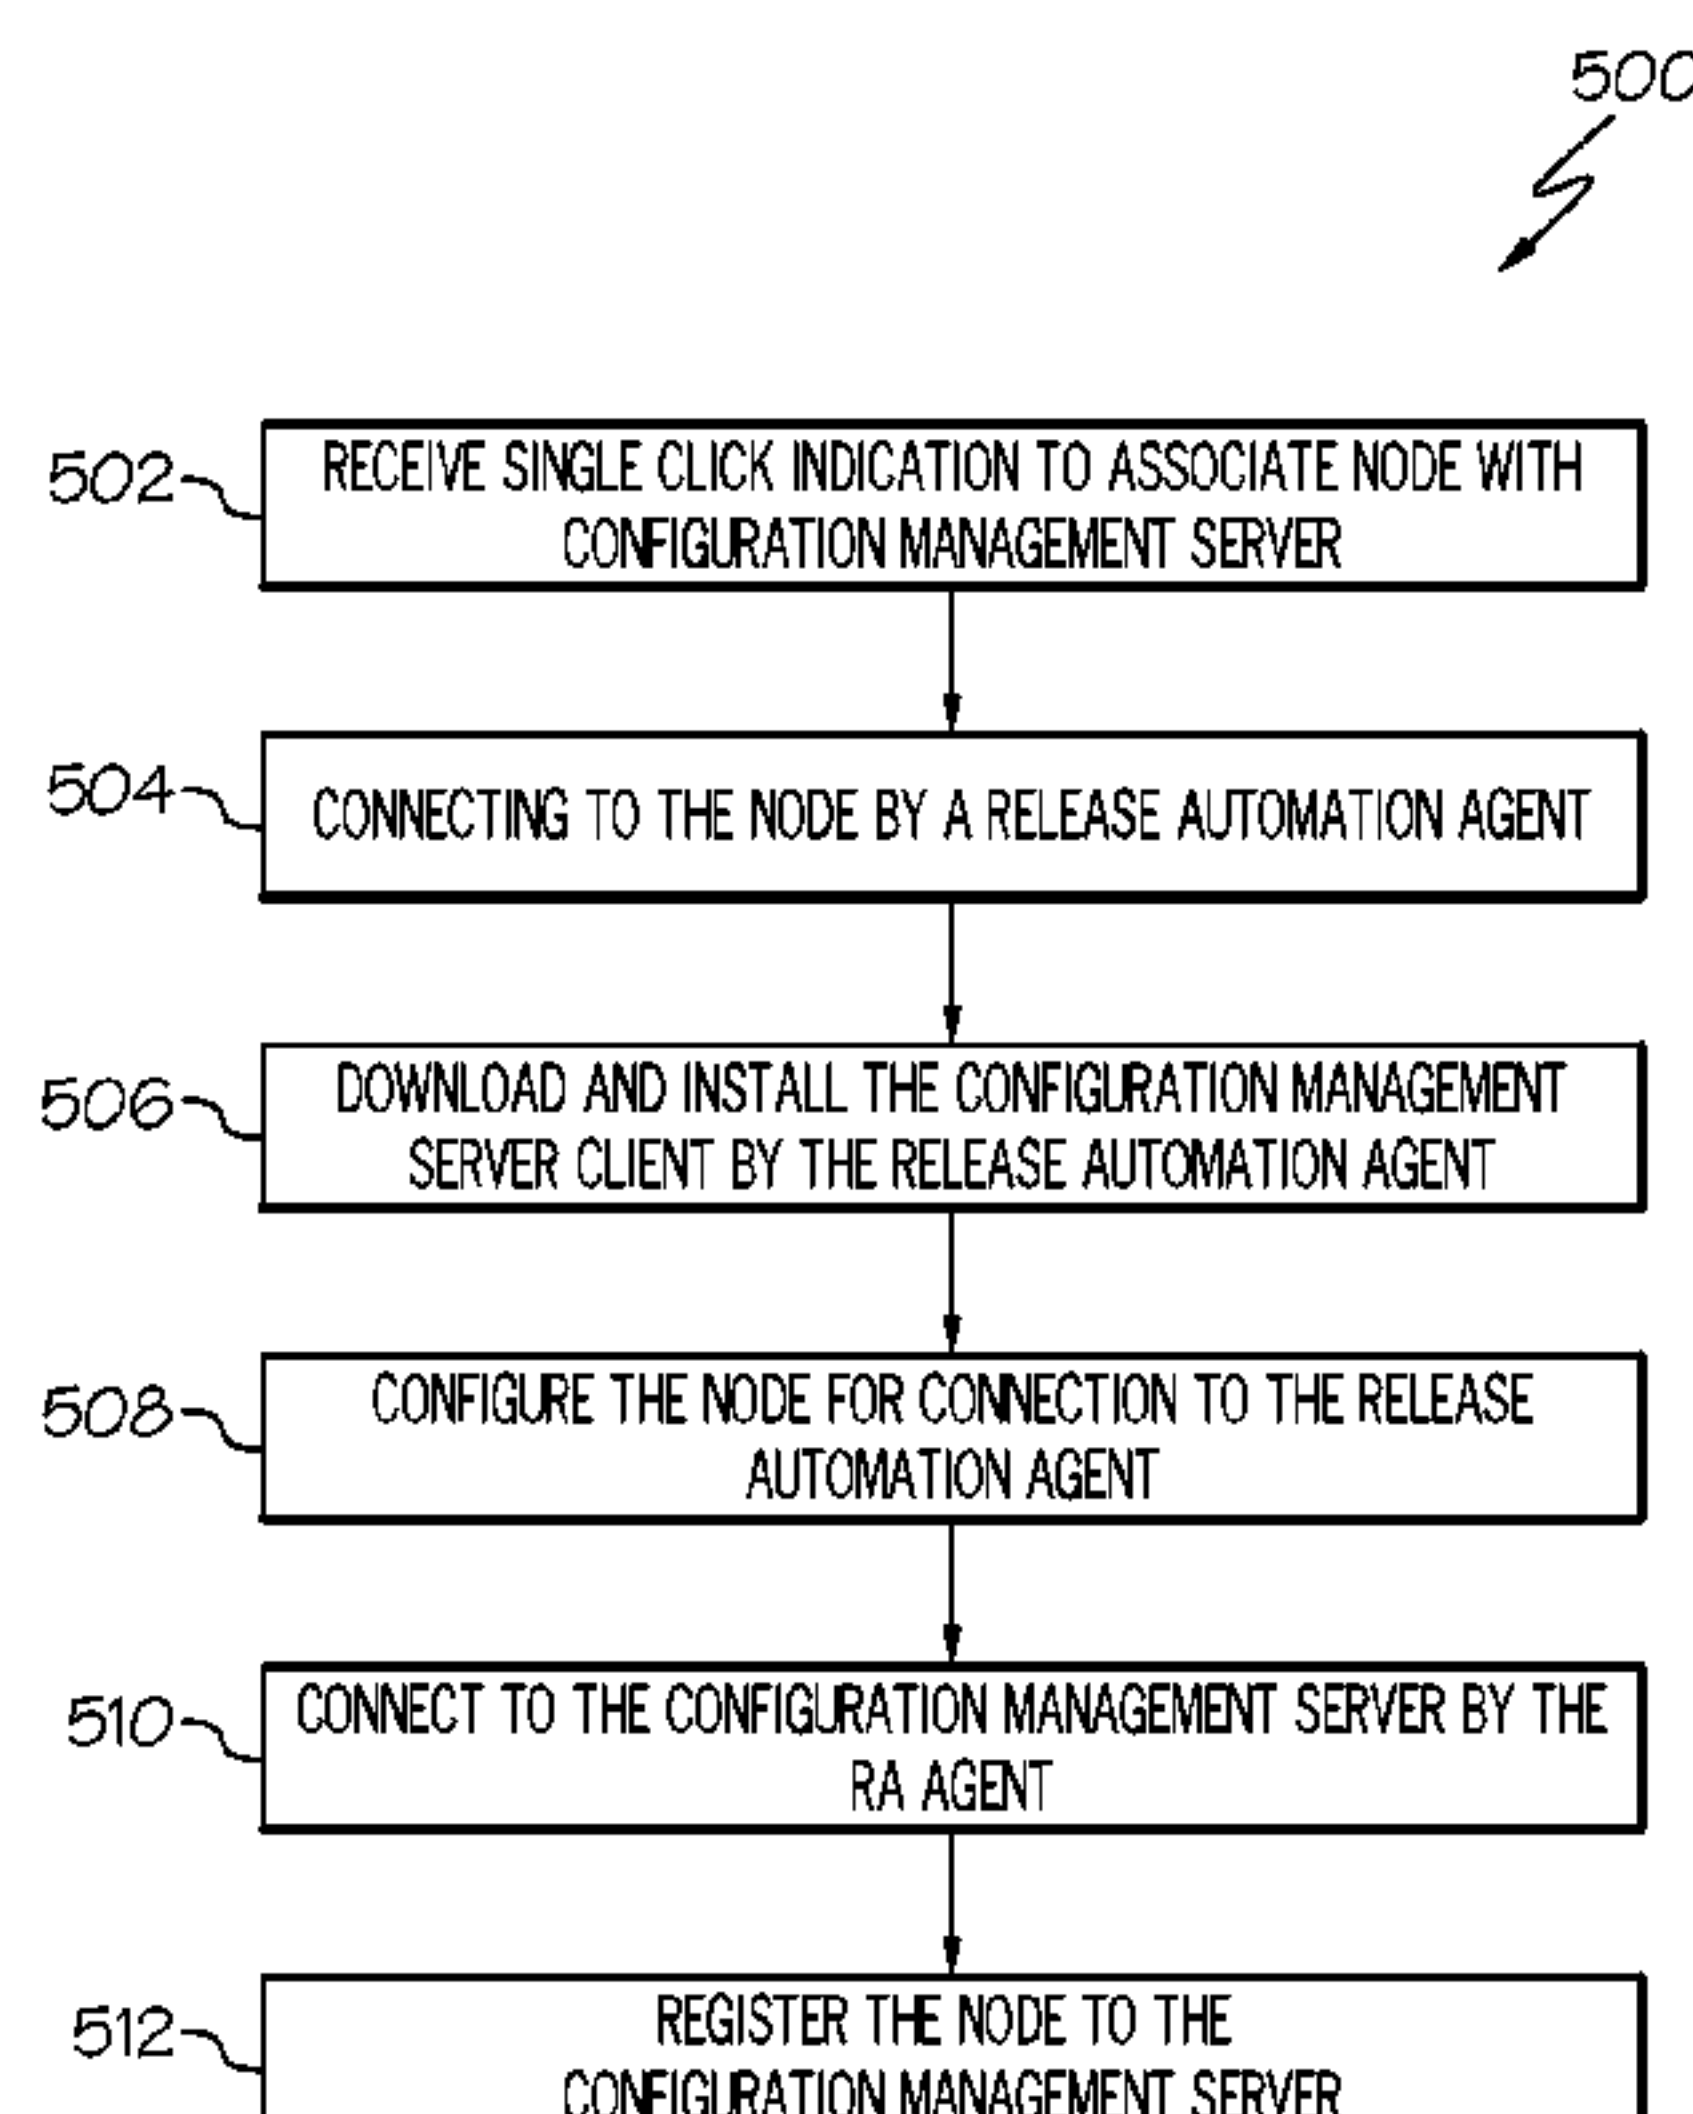 500
502
RECEIVE SINGLE CLICK INDICATION TO ASSOCIATE NODE WITH
CONFIGURATION MANAGEMENT SERVER
504
CONNECTING TO THE NODE BY A RELEASE AUTOMATION AGENT
506
DOWNLOAD AND INSTALL THE CONFIGURATION MANAGEMENT
SERVER CLIENT BY THE RELEASE AUTOMATION AGENT
508
CONFIGURE THE NODE FOR CONNECTION TO THE RELEASE
AUTOMATION AGENT
510
CONNECT TO THE CONFIGURATION MANAGEMENT SERVER BY THE
RA AGENT
512
REGISTER THE NODE TO THE
CONFIGURATION MANAGEMENT SERVER